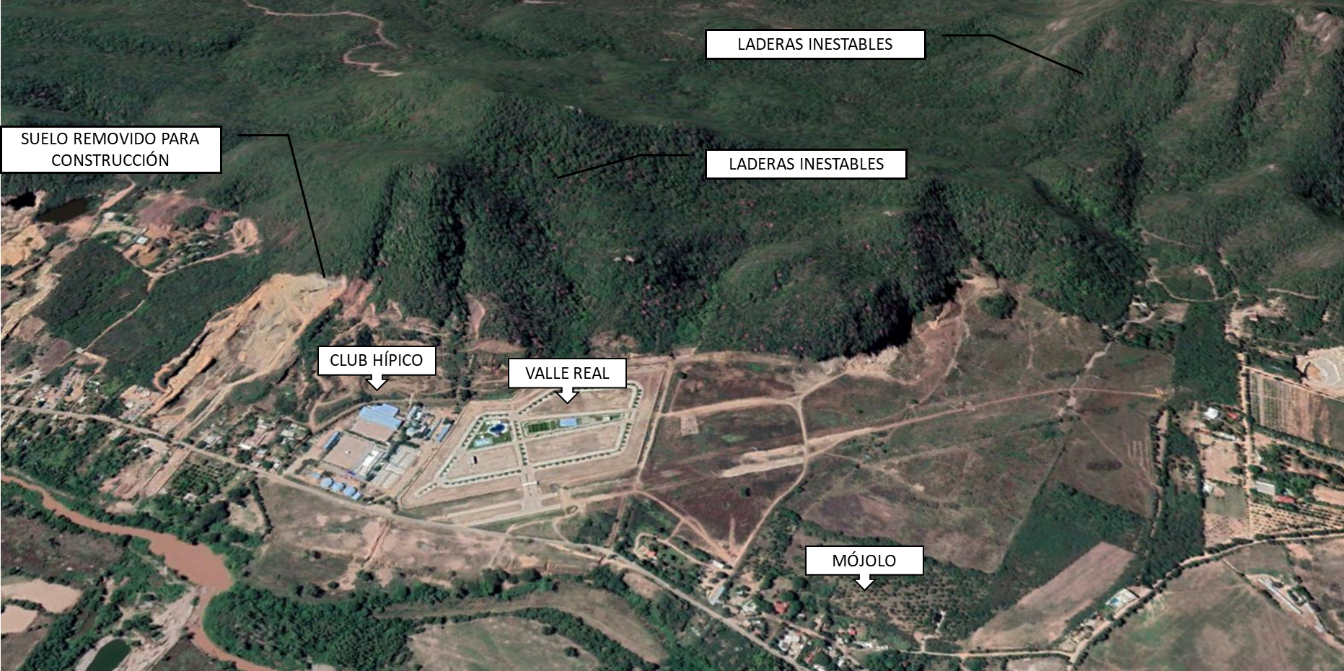 LADERAS INESTABLES
SUELO REMOVIDO PARA
CONSTRUCCIÓN
LADERAS INESTABLES
CLUB HÍPICO
VALLE REAL
MÓJOLO